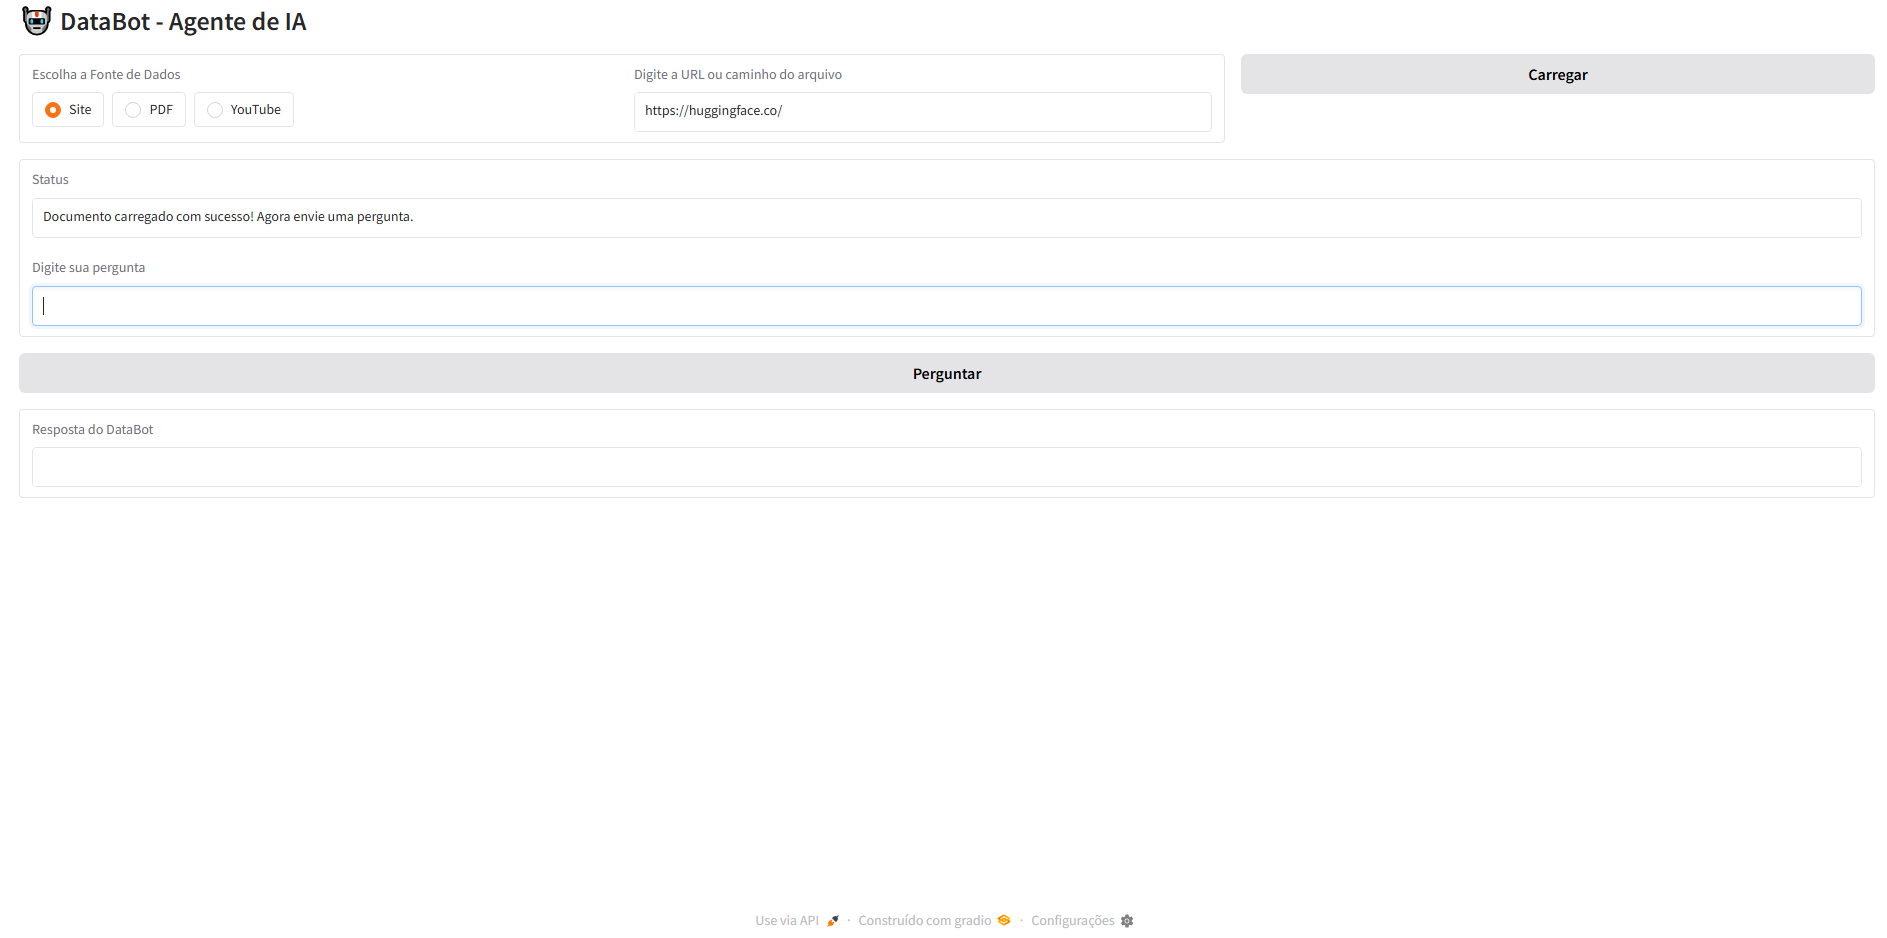 DataBot - Agente de IA
Escolha a Fonte de Dados
Site
PDF
YouTube
Digite a URL ou caminho do arquivo
https://huggingface.co/
Carregar
Status
Documento carregado com sucesso! Agora envie uma pergunta.
Digite sua pergunta
Perguntar
Resposta do DataBot
Use via API · Construído com gradio · Configurações